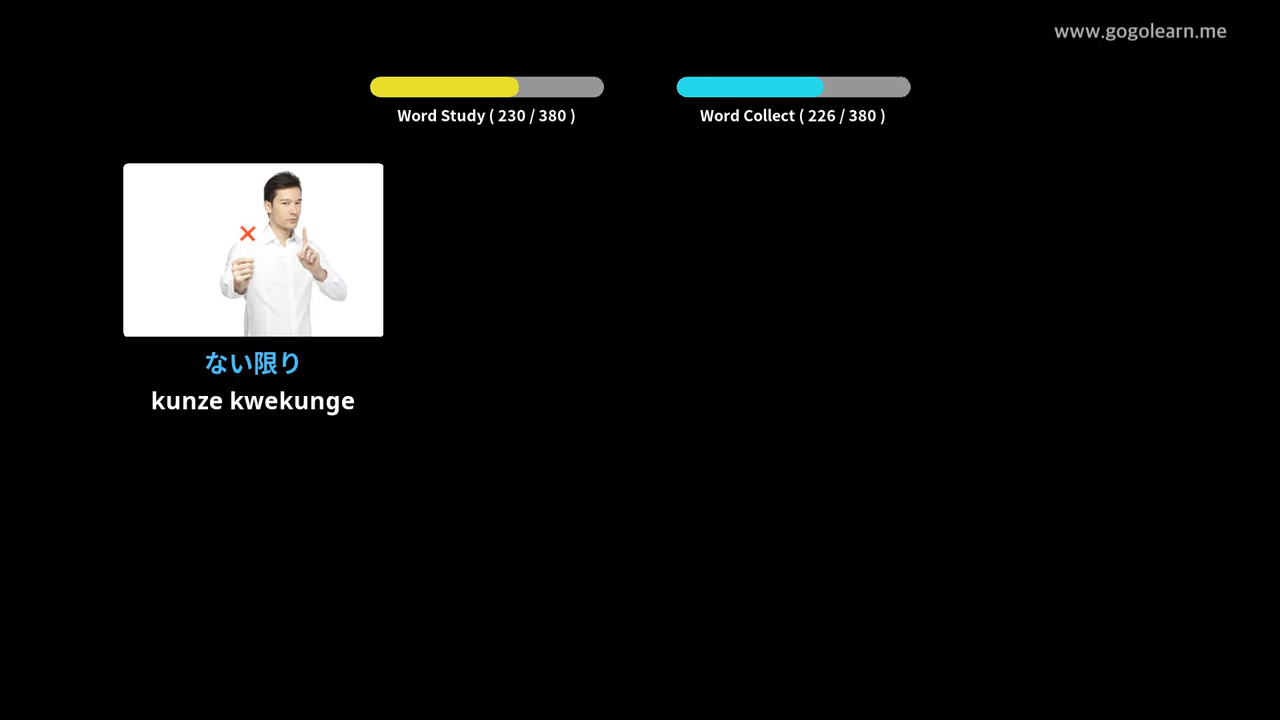 www.gogolearn.me
Word Study ( 230 / 380 )
Word Collect ( 226 / 380 )
ない限り
kunze kwekunge